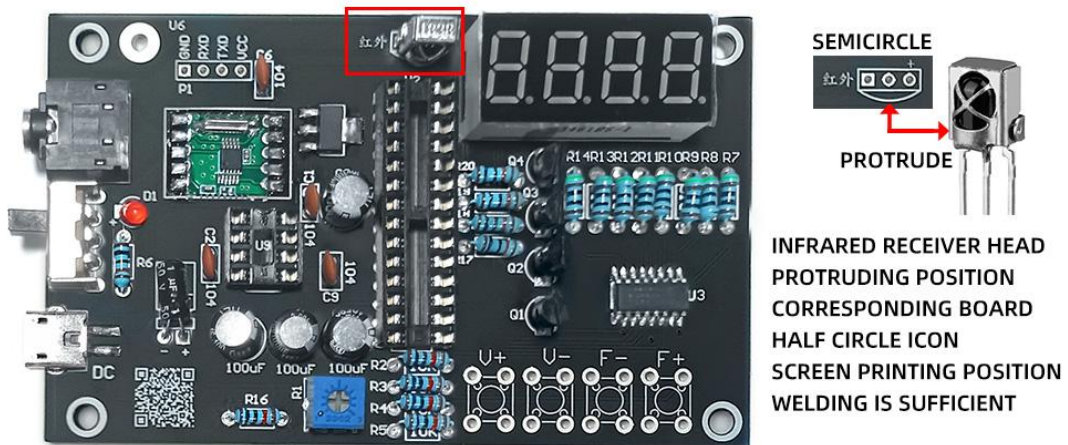 U6
GND
RXD
TXD
VCC
P1
104
红外
Q4
Q3
Q2
Q1
R14
R13
R12
R11
R10
R9
R8
R7
D1
R6
C2
104
U9
104
104
C9
U3
DC
100uF
100uF
100uF
R2
R3
R4
R5
10K
10K
R1
R16
V+
V-
F-
F+
SEMICIRCLE
红外
+
PROTRUDE
INFRARED RECEIVER HEAD
PROTRUDING POSITION
CORRESPONDING BOARD
HALF CIRCLE ICON
SCREEN PRINTING POSITION
WELDING IS SUFFICIENT